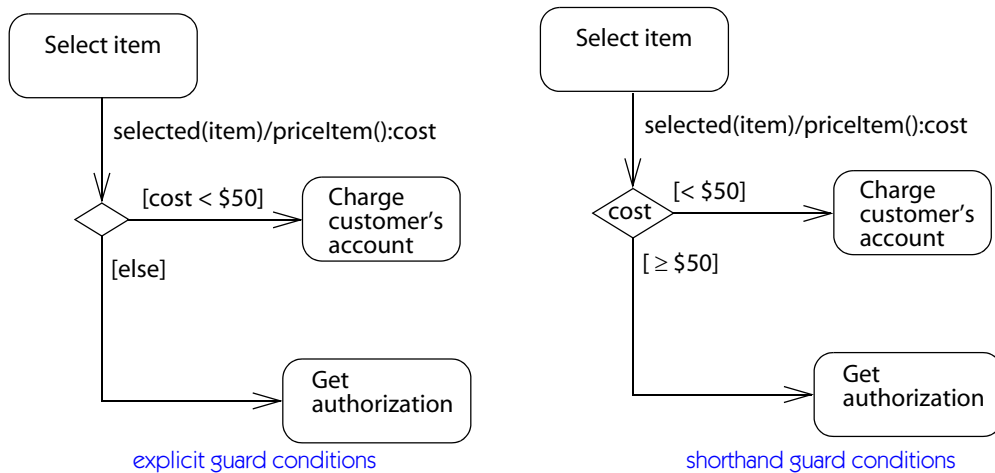 Select item
selected(item)/priceItem():cost
[cost < $50]
Charge
customer's
account
[else]
Get
authorization
explicit guard conditions
Select item
selected(item)/priceItem():cost
cost
[< $50]
Charge
customer's
account
[ ≥ $50]
Get
authorization
shorthand guard conditions